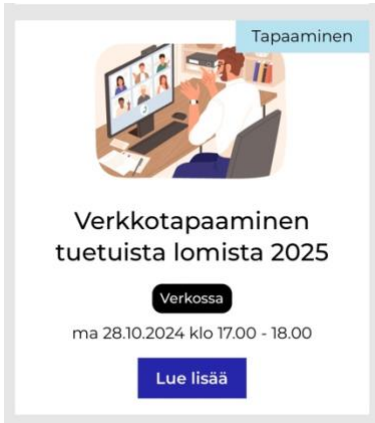 Tapaaminen
Verkkotapaaminen
tuetuista lomista 2025
Verkossa
ma 28.10.2024 klo 17.00 - 18.00
Lue lisää